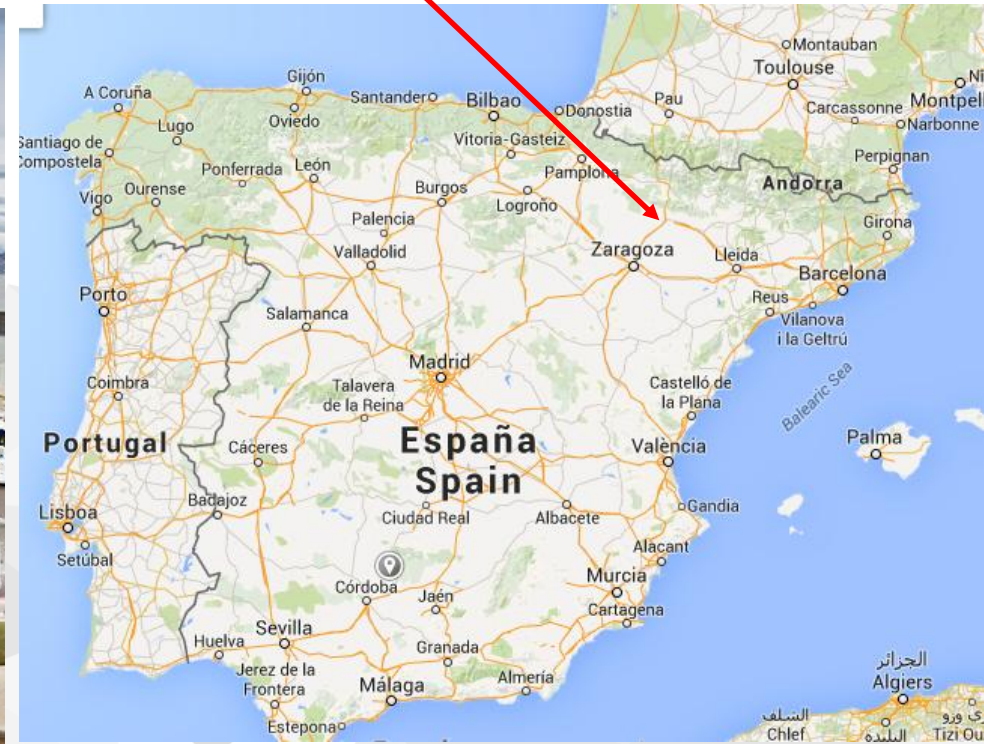 Montauban
Toulouse
Gijón
A Coruña
Santander
Bilbao
Donostia
Pau
Carcassonne
Montpell
Narbonne
Lugo
Oviedo
Santiago de
Compostela
Vitoria-Gasteiz
Ponferrada
León
Pamplona
Perpignan
Andorra
Ourense
Burgos
Logroño
Vigo
Palencia
Girona
Valladolid
Zaragoza
Lleida
Barcelona
Porto
Salamanca
Reus
Vilanova
i la Geltrú
Madrid
Coimbra
Talavera
de la Reina
Castelló de
la Plana
Balearic Sea
Portugal
Cáceres
España
Spain
València
Palma
Badajoz
Lisboa
Ciudad Real
Albacete
Gandia
Setúbal
Alacant
Córdoba
Jaén
Murcia
Cartagena
Huelva
Sevilla
Granada
Jerez de la
Frontera
Málaga
Almería
الجزائر
Algiers
Estepona
الشلف
Chlef
البليدة
Tizi Ou